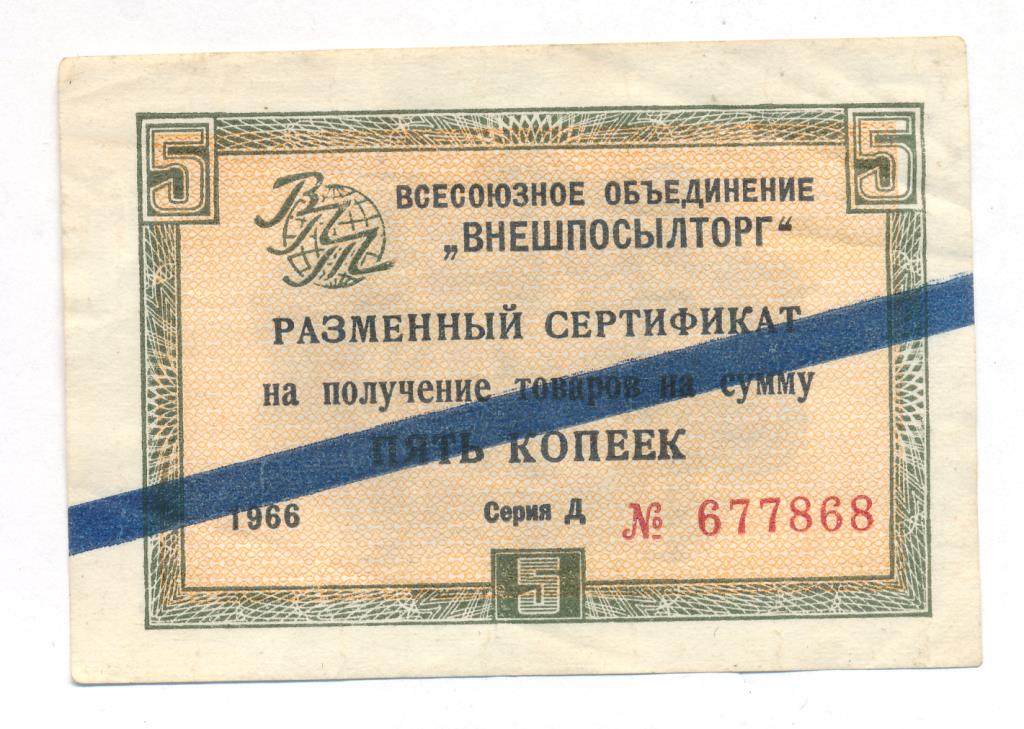 5 5
ВПТ
ВСЕСОЮЗНОЕ ОБЪЕДИНЕНИЕ
„ВНЕШПОСЫЛТОРГ“
РАЗМЕННЫЙ СЕРТИФИКАТ
на получение товаров на сумму
ПЯТЬ КОПЕЕК
1966 Серия Д № 677868
5